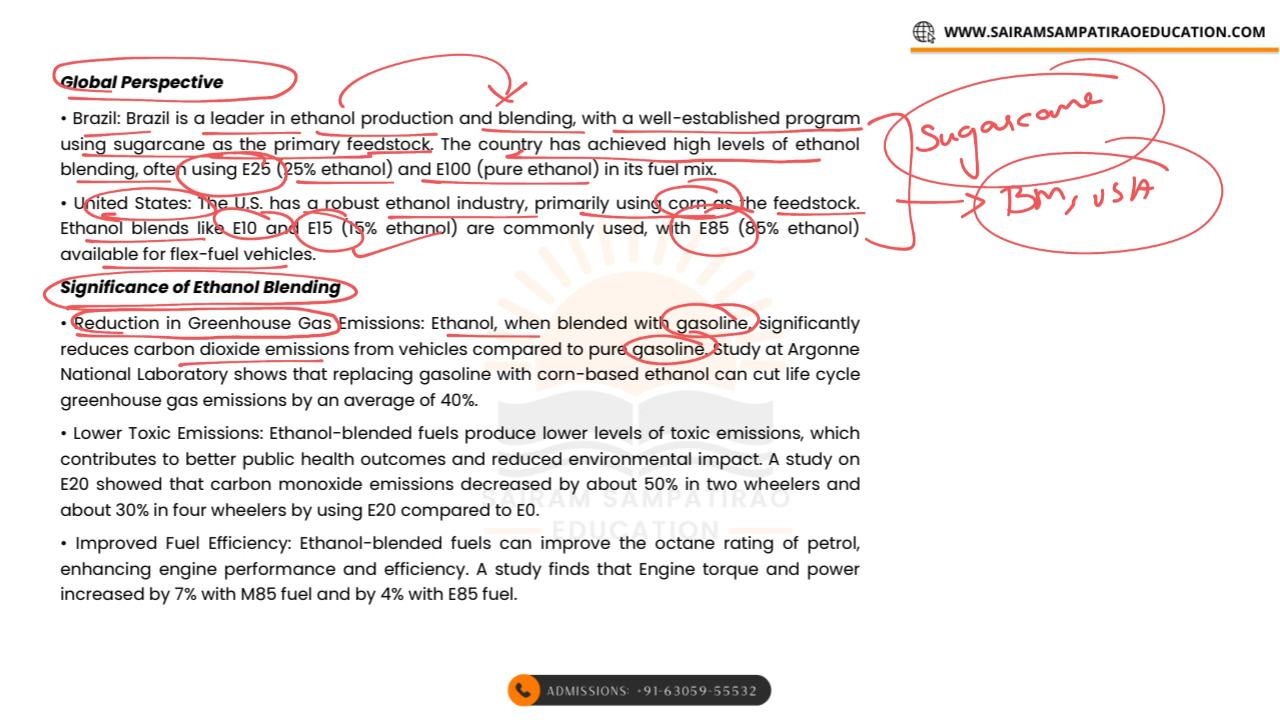 WWW.SAIRAMSAMPATIRAOEDUCATION.COM
Global Perspective
• Brazil: Brazil is a leader in ethanol production and blending, with a well-established program
using sugarcane as the primary feedstock. The country has achieved high levels of ethanol
blending, often using E25 (25% ethanol) and E100 (pure ethanol) in its fuel mix.
• United States: The U.S. has a robust ethanol industry, primarily using corn as the feedstock.
Ethanol blends like E10 and E15 (15% ethanol) are commonly used, with E85 (85% ethanol)
available for flex-fuel vehicles.
Sugarcane
USA
Significance of Ethanol Blending
• Reduction in Greenhouse Gas Emissions: Ethanol, when blended with gasoline, significantly
reduces carbon dioxide emissions from vehicles compared to pure gasoline. Study at Argonne
National Laboratory shows that replacing gasoline with corn-based ethanol can cut life cycle
greenhouse gas emissions by an average of 40%.
• Lower Toxic Emissions: Ethanol-blended fuels produce lower levels of toxic emissions, which
contributes to better public health outcomes and reduced environmental impact. A study on
E20 showed that carbon monoxide emissions decreased by about 50% in two wheelers and
about 30% in four wheelers by using E20 compared to E0.
• Improved Fuel Efficiency: Ethanol-blended fuels can improve the octane rating of petrol,
enhancing engine performance and efficiency. A study finds that Engine torque and power
increased by 7% with M85 fuel and by 4% with E85 fuel.
SAIRAM SAMPATIRAO
EDUCATION
ADMISSIONS: +91-63059-55532